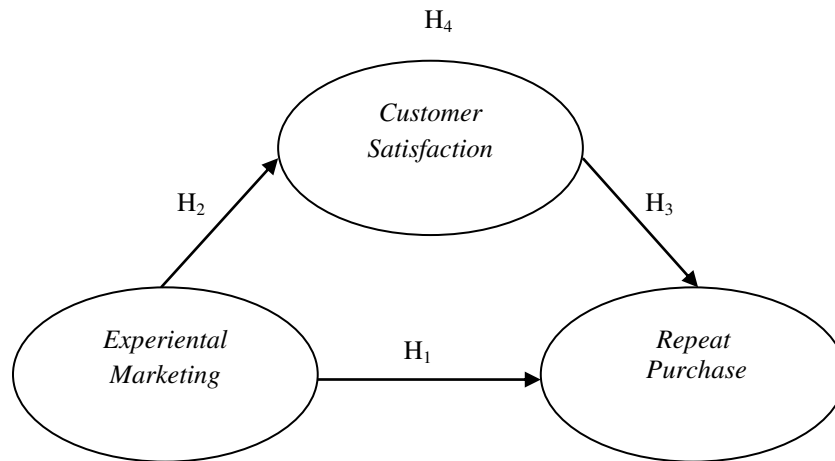 H₄
Customer
Satisfaction
H₂
H₃
Experiental
Marketing
H₁
Repeat
Purchase